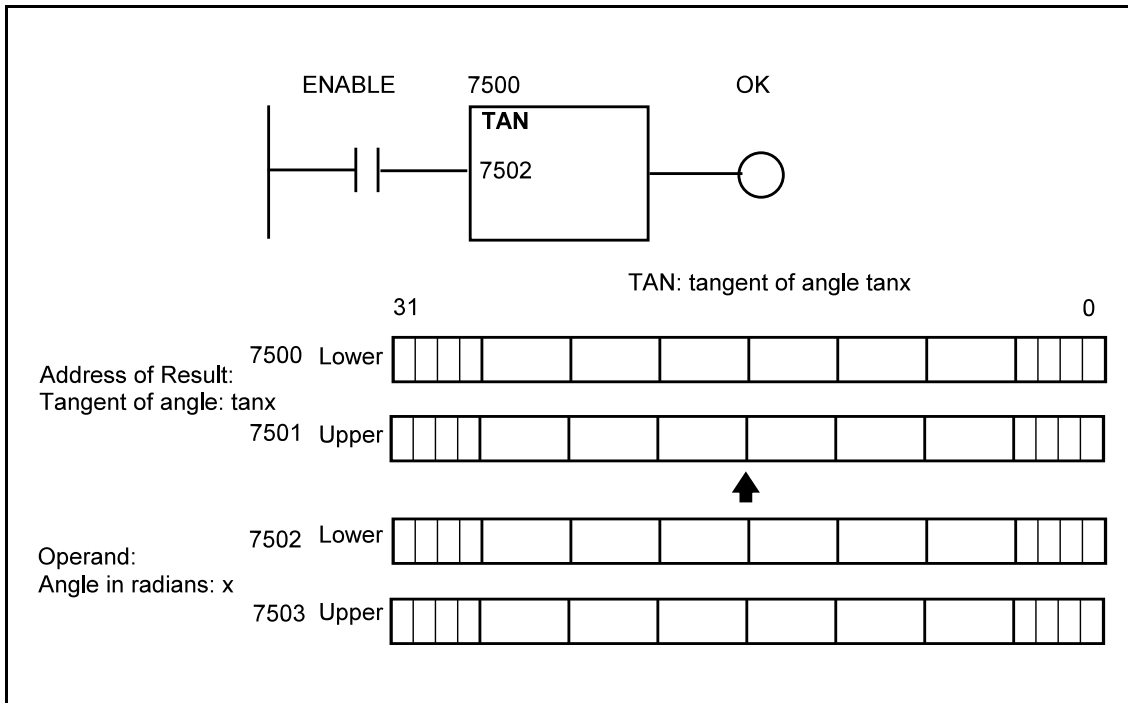 ENABLE 7500 OK
TAN
7502
TAN: tangent of angle tanx
31 0
7500 Lower
Address of Result:
Tangent of angle: tanx
7501 Upper
7502 Lower
Operand:
Angle in radians: x
7503 Upper